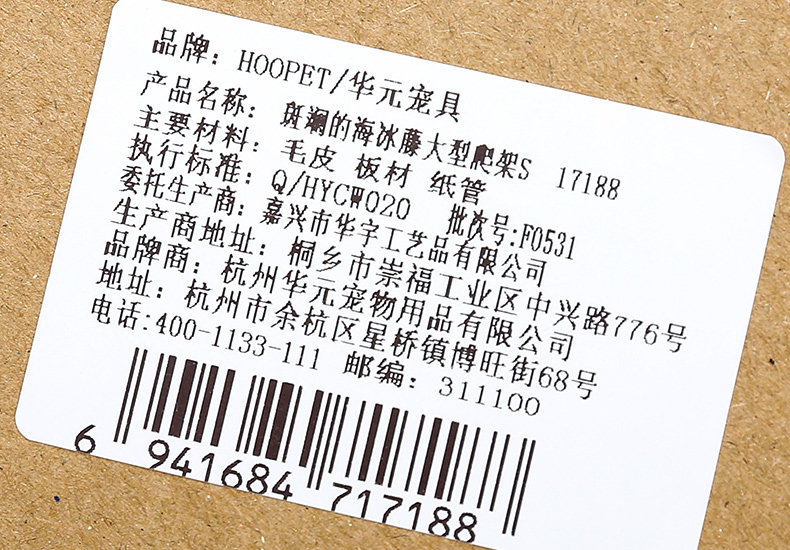 品牌：HOOPET/华元宠具
产品名称：斑斓的海冰藤大型爬架S 17188
主要材料：毛皮 板材 纸管
执行标准：Q/HYCW020 批次号:F0531
委托生产商：嘉兴市华宇工艺品有限公司
生产商地址：桐乡市崇福工业区中兴路776号
品牌商：杭州华元宠物用品有限公司
地址：杭州市余杭区星桥镇博旺街68号
电话:400-1133-111 邮编：311100
6 941684 717188